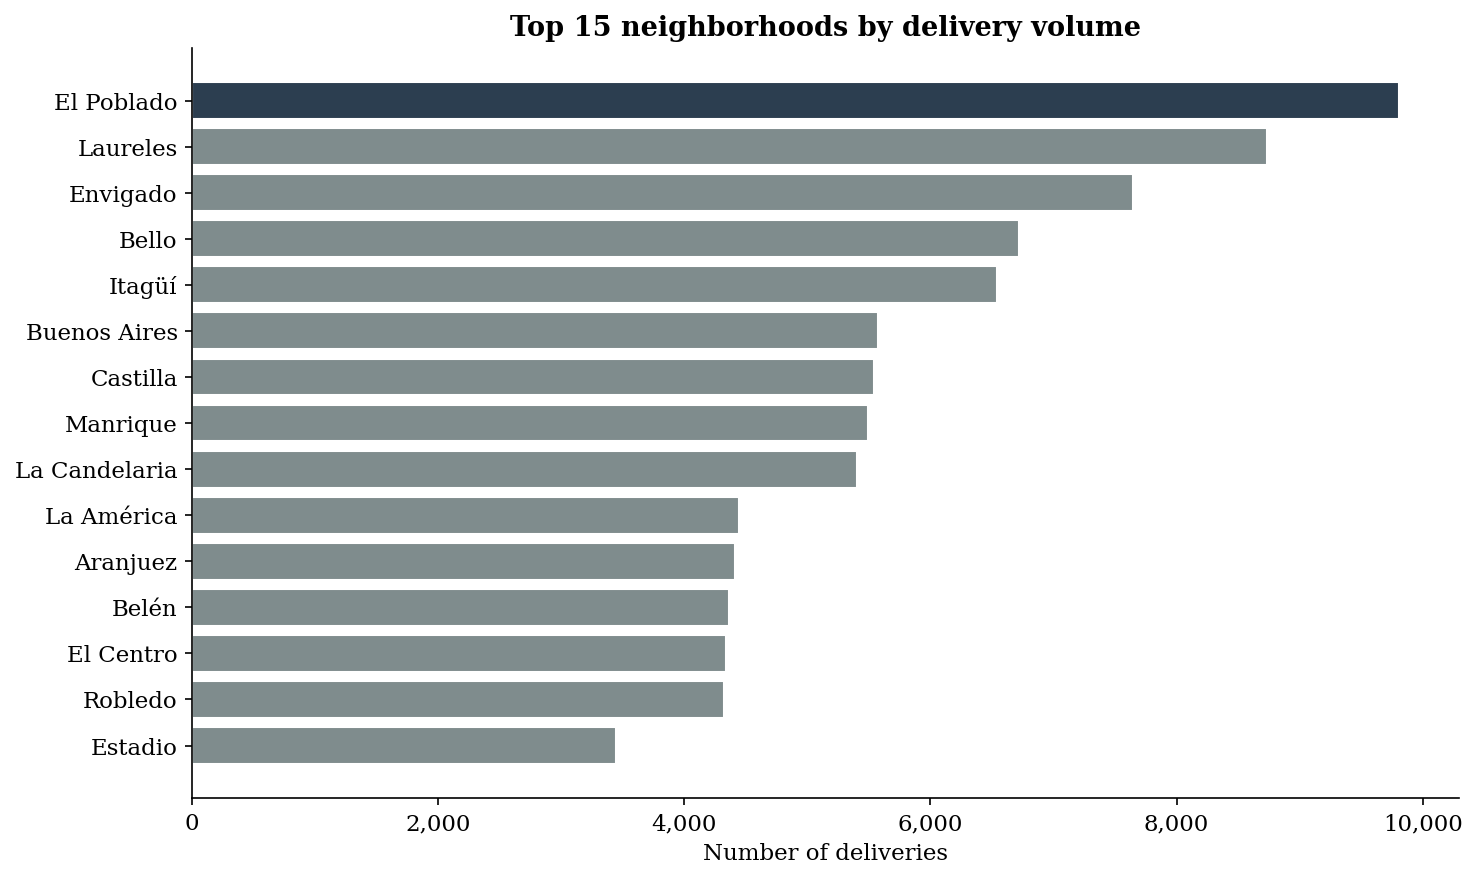 Top 15 neighborhoods by delivery volume
El Poblado
Laureles
Envigado
Bello
Itagüí
Buenos Aires
Castilla
Manrique
La Candelaria
La América
Aranjuez
Belén
El Centro
Robledo
Estadio
0 2,000 4,000 6,000 8,000 10,000
Number of deliveries